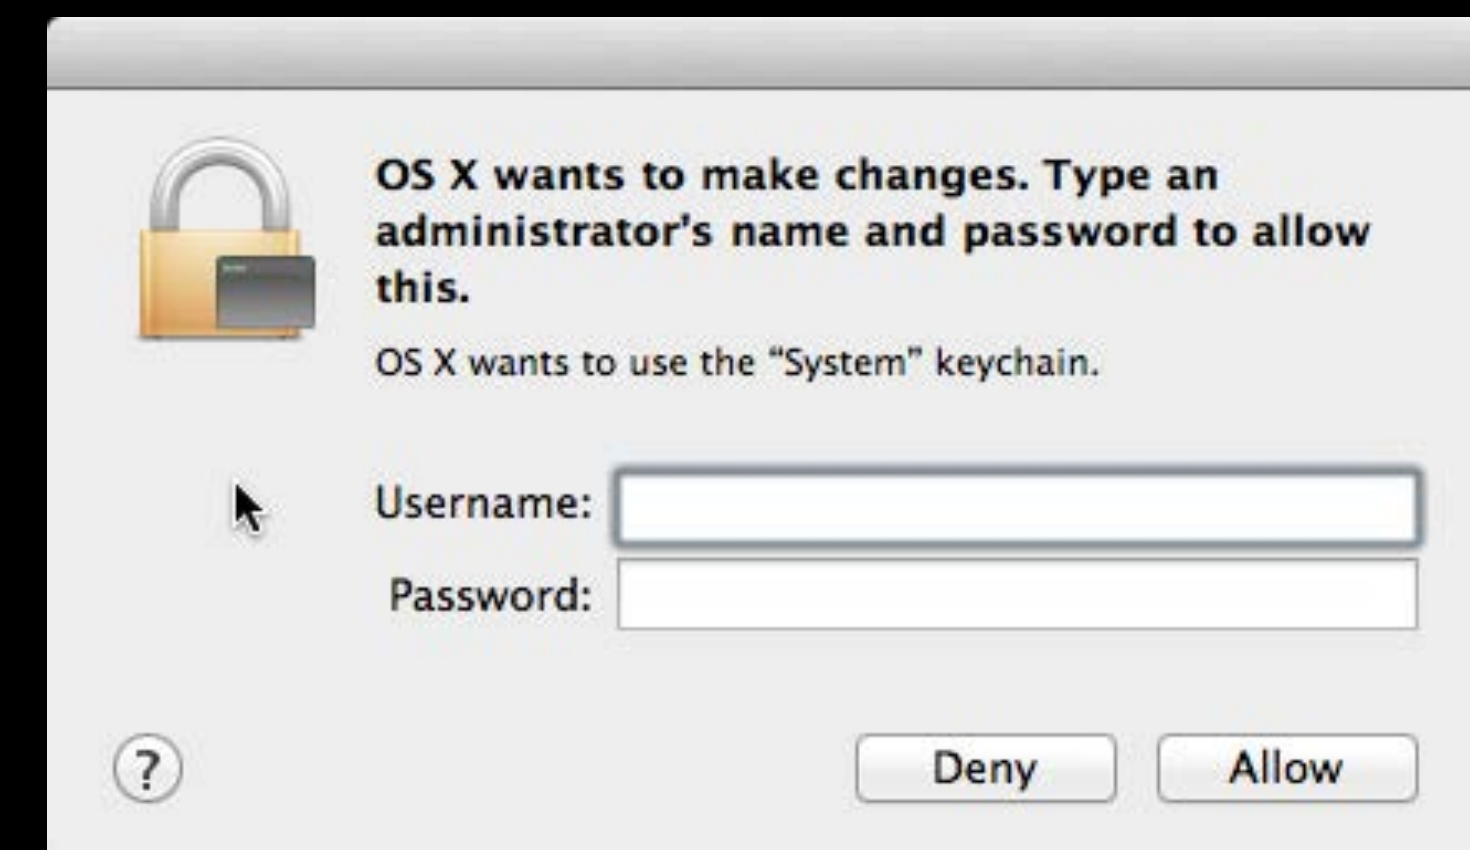 OS X wants to make changes. Type an
administrator's name and password to allow
this.
OS X wants to use the “System” keychain.
Username:
Password:
?
Deny
Allow